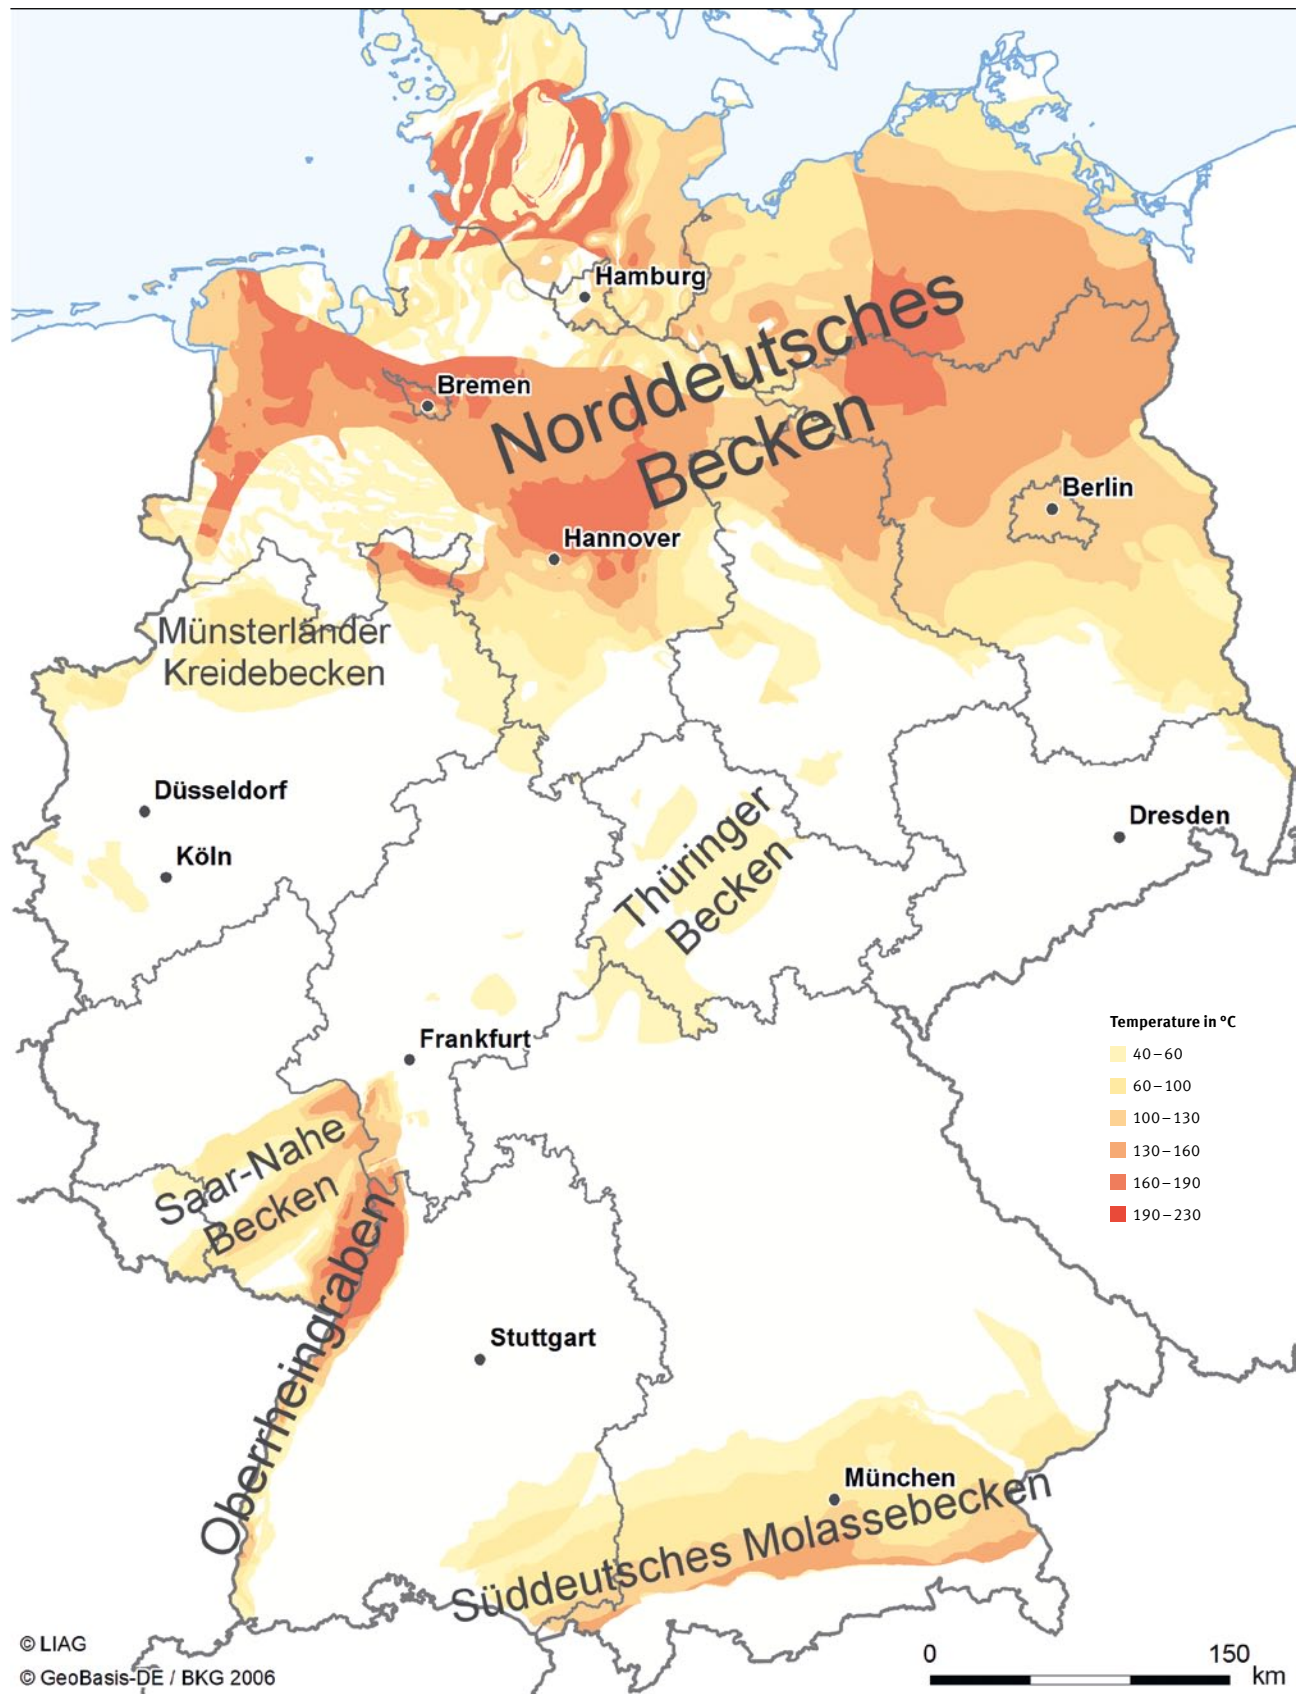 Hamburg
Norddeutsches
Becken
Bremen
Berlin
Hannover
Münsterländer
Kreidebecken
Düsseldorf
Köln
Thüringer
Becken
Dresden
Frankfurt
Temperature in °C
40–60
60–100
100–130
130–160
160–190
190–230
Saar-Nahe
Becken
Oberrheingraben
Stuttgart
München
Süddeutsches Molassebecken
© LIAG
© GeoBasis-DE / BKG 2006
0 150
km